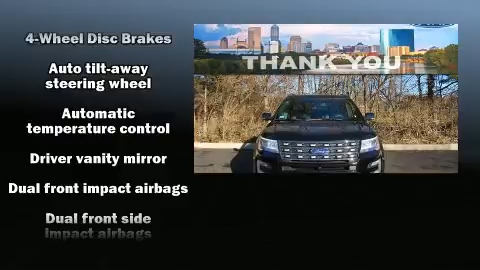 4-Wheel Disc Brakes
Auto tilt-away
steering wheel
Automatic
temperature control
Driver vanity mirror
Dual front impact airbags
Dual front side
impact airbags
THANK YOU
Ford